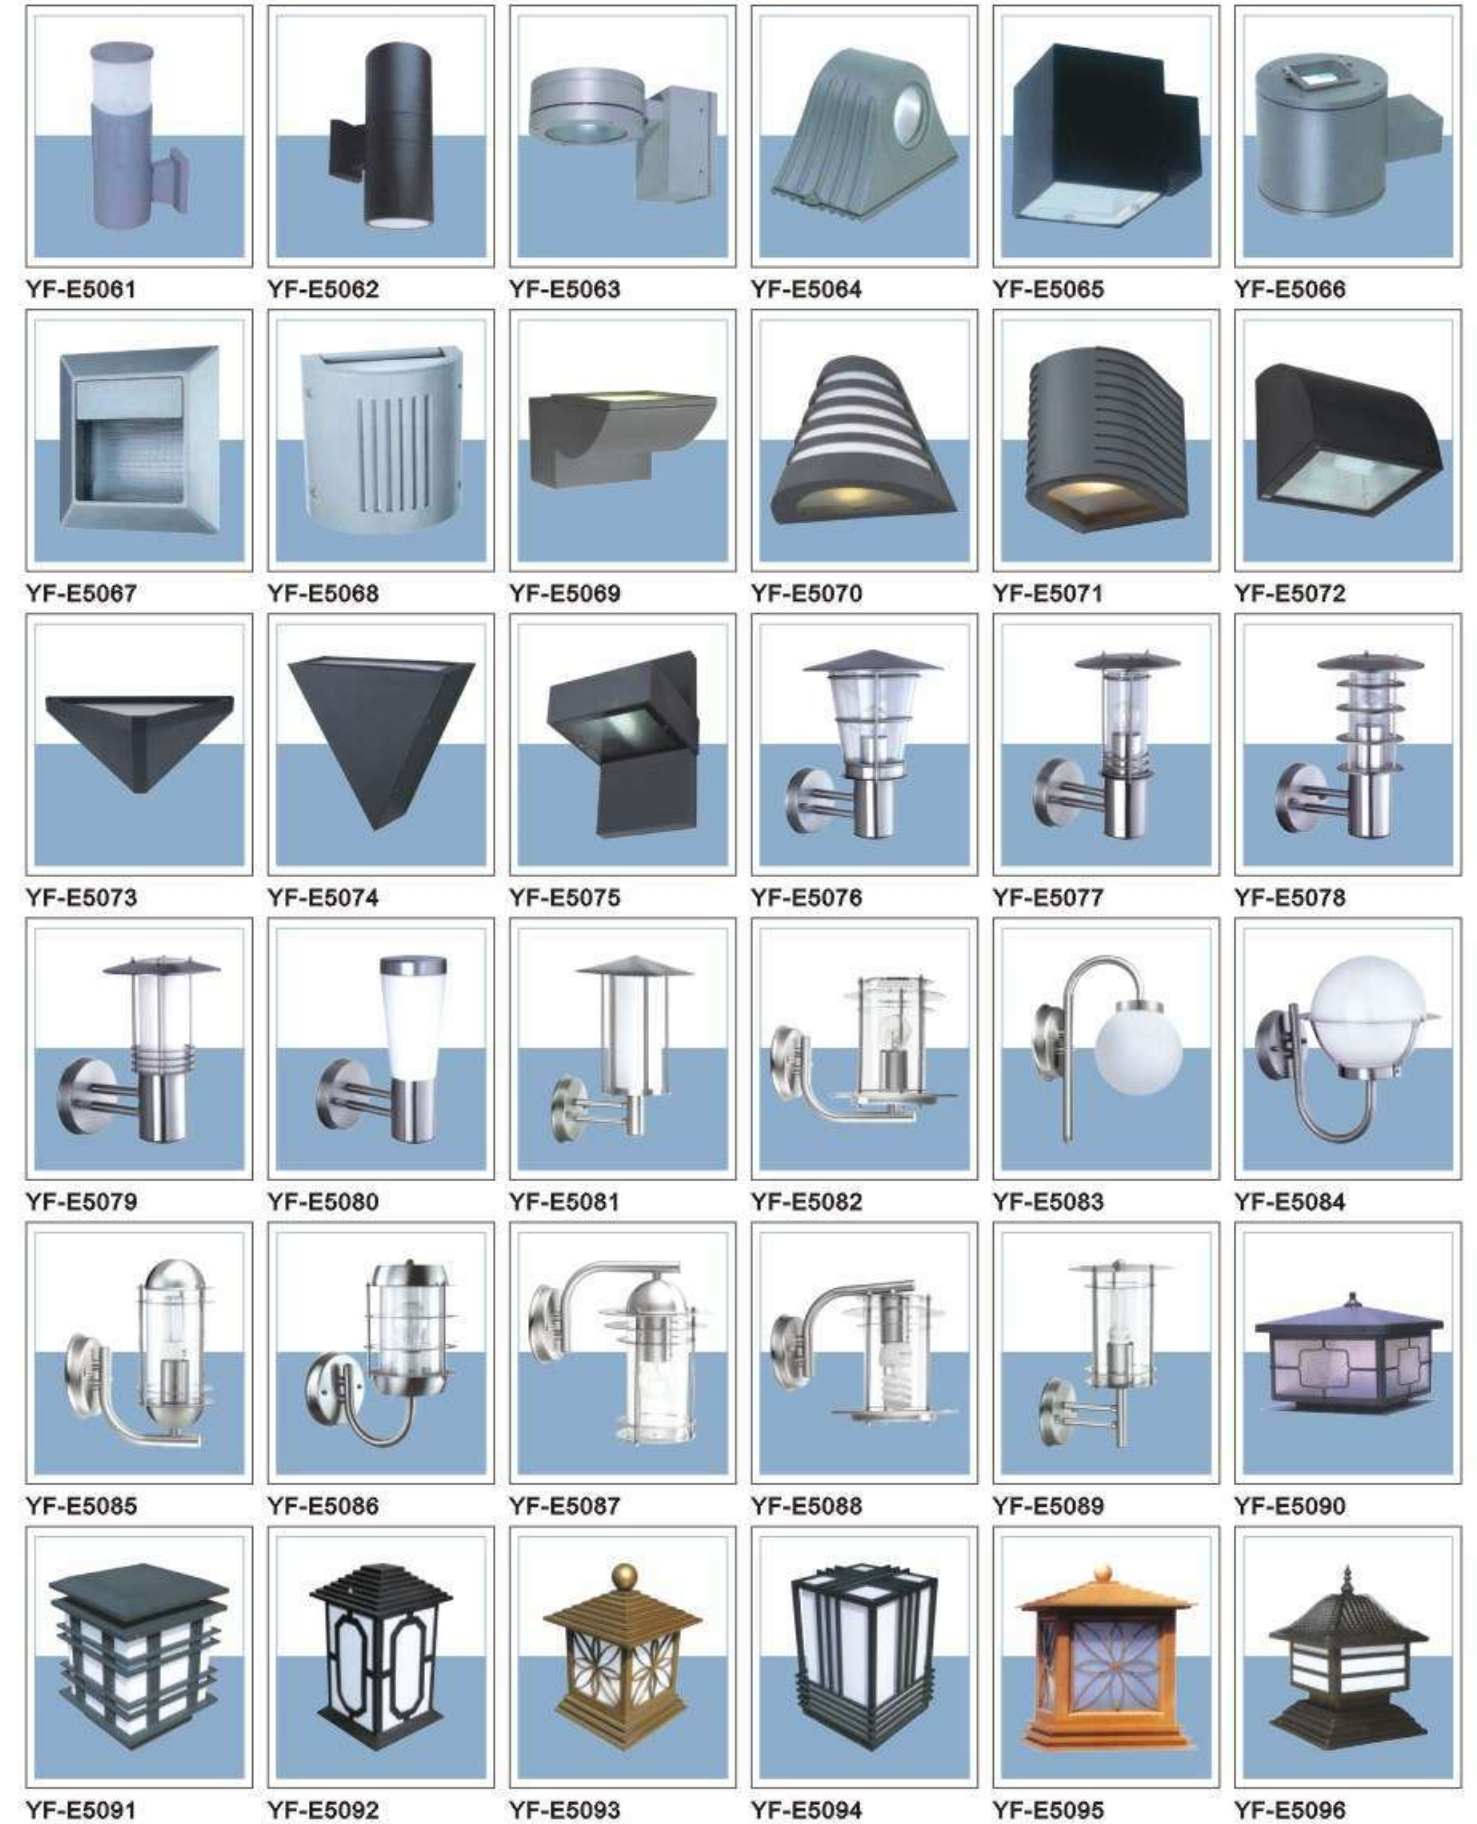 YF-E5061 YF-E5062 YF-E5063 YF-E5064 YF-E5065 YF-E5066
YF-E5067 YF-E5068 YF-E5069 YF-E5070 YF-E5071 YF-E5072
YF-E5073 YF-E5074 YF-E5075 YF-E5076 YF-E5077 YF-E5078
YF-E5079 YF-E5080 YF-E5081 YF-E5082 YF-E5083 YF-E5084
YF-E5085 YF-E5086 YF-E5087 YF-E5088 YF-E5089 YF-E5090
YF-E5091 YF-E5092 YF-E5093 YF-E5094 YF-E5095 YF-E5096